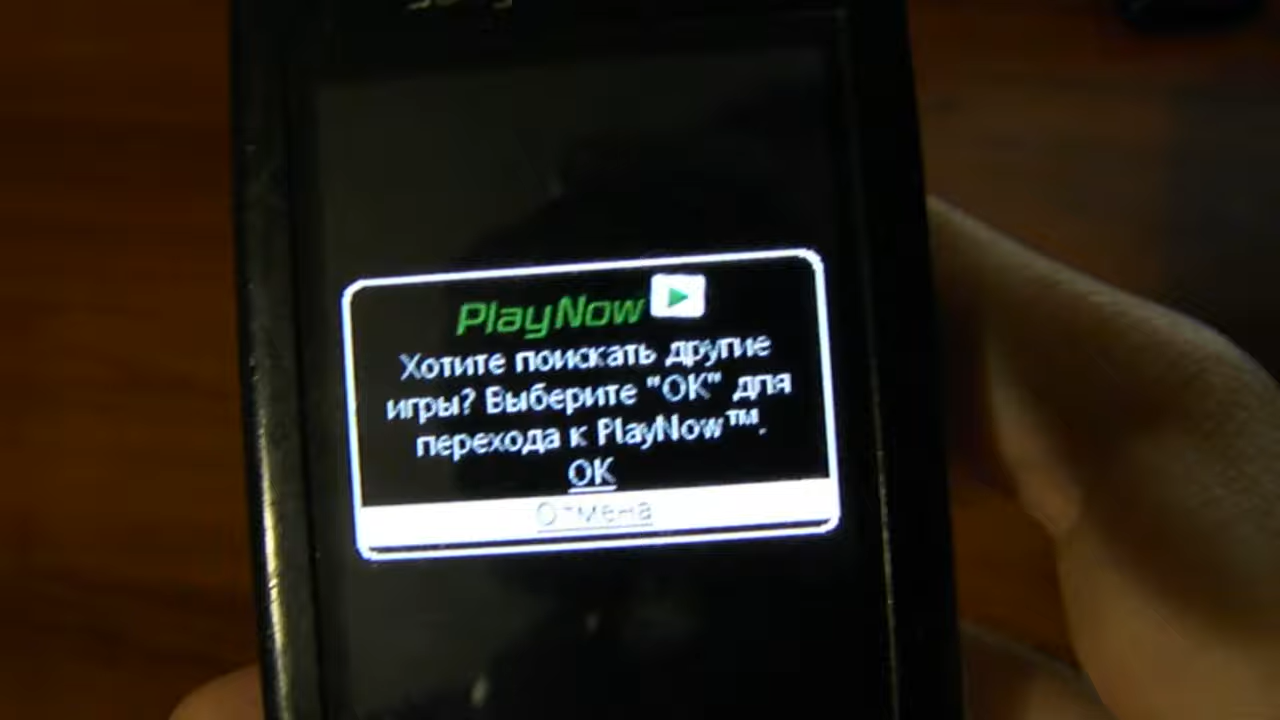 PlayNow
Хотите поискать другие
игры? Выберите "OK" для
перехода к PlayNow™.
OK
Отмена